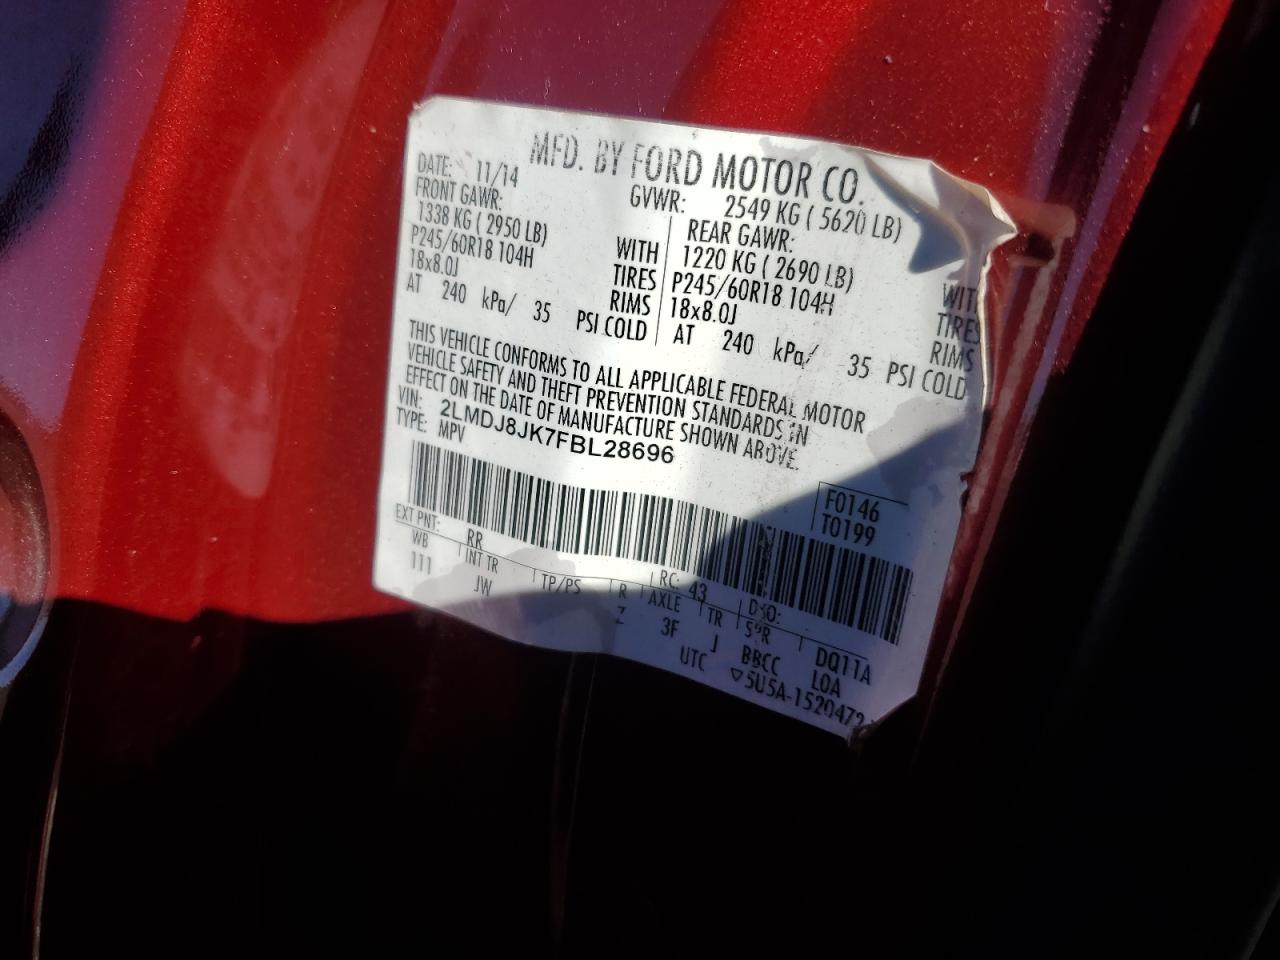 MFD. BY FORD MOTOR CO.
DATE: 11/14 GVWR: 2549 KG ( 5620 LB)
FRONT GAWR: REAR GAWR:
1338 KG ( 2950 LB) WITH 1220 KG ( 2690 LB) WITH
P245/60R18 104H TIRES P245/60R18 104H TIRES
18x8.0J RIMS 18x8.0J RIMS
AT 240 kPa/ 35 PSI COLD AT 240 kPa/ 35 PSI COLD
THIS VEHICLE CONFORMS TO ALL APPLICABLE FEDERAL MOTOR
VEHICLE SAFETY AND THEFT PREVENTION STANDARDS IN
EFFECT ON THE DATE OF MANUFACTURE SHOWN ABOVE.
VIN: 2LMDJ8JK7FBL28696
TYPE: MPV
F0146
T0199
EXT PNT: RR RC: 43 DSO:
WB INT TR TP/PS R AXLE TR SPR DQ11A
111 JW Z 3F J BBCC LOA
UTC ▽5U5A-1520472